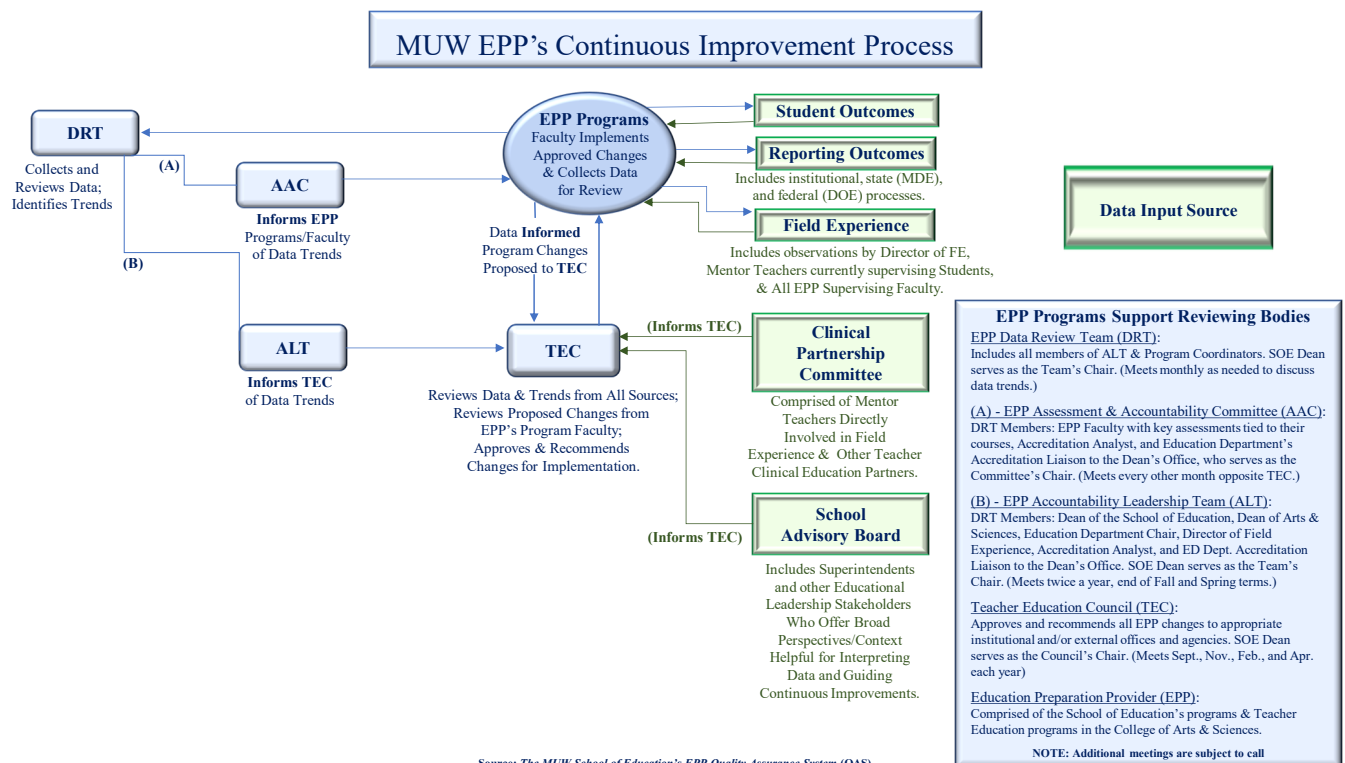 MUW EPP’s Continuous Improvement Process
DRT
Collects and
Reviews Data;
Identifies Trends
(A)
AAC
Informs EPP
Programs/Faculty
of Data Trends
(B)
ALT
Informs TEC
of Data Trends
EPP Programs
Faculty Implements
Approved Changes
& Collects Data
for Review
Data Informed
Program Changes
Proposed to TEC
TEC
Reviews Data & Trends from All Sources;
Reviews Proposed Changes from
EPP’s Program Faculty;
Approves & Recommends
Changes for Implementation.
Student Outcomes
Reporting Outcomes
Includes institutional, state (MDE),
and federal (DOE) processes.
Field Experience
Includes observations by Director of FE,
Mentor Teachers currently supervising Students,
& All EPP Supervising Faculty.
(Informs TEC)
Clinical
Partnership
Committee
Comprised of Mentor
Teachers Directly
Involved in Field
Experience & Other Teacher
Clinical Education Partners.
(Informs TEC)
School
Advisory Board
Includes Superintendents
and other Educational
Leadership Stakeholders
Who Offer Broad
Perspectives/Context
Helpful for Interpreting
Data and Guiding
Continuous Improvements.
Data Input Source
EPP Programs Support Reviewing Bodies
EPP Data Review Team (DRT):
Includes all members of ALT & Program Coordinators. SOE Dean
serves as the Team’s Chair. (Meets monthly as needed to discuss
data trends.)
(A) - EPP Assessment & Accountability Committee (AAC):
DRT Members: EPP Faculty with key assessments tied to their
courses, Accreditation Analyst, and Education Department’s
Accreditation Liaison to the Dean’s Office, who serves as the
Committee’s Chair. (Meets every other month opposite TEC.)
(B) - EPP Accountability Leadership Team (ALT):
DRT Members: Dean of the School of Education, Dean of Arts &
Sciences, Education Department Chair, Director of Field
Experience, Accreditation Analyst, and ED Dept. Accreditation
Liaison to the Dean’s Office. SOE Dean serves as the Team’s
Chair. (Meets twice a year, end of Fall and Spring terms.)
Teacher Education Council (TEC):
Approves and recommends all EPP changes to appropriate
institutional and/or external offices and agencies. SOE Dean
serves as the Council’s Chair. (Meets Sept., Nov., Feb., and Apr.
each year)
Education Preparation Provider (EPP):
Comprised of the School of Education’s programs & Teacher
Education programs in the College of Arts & Sciences.
NOTE: Additional meetings are subject to call
Source: The MUW School of Education’s EPP Quality Assurance System (QAS)